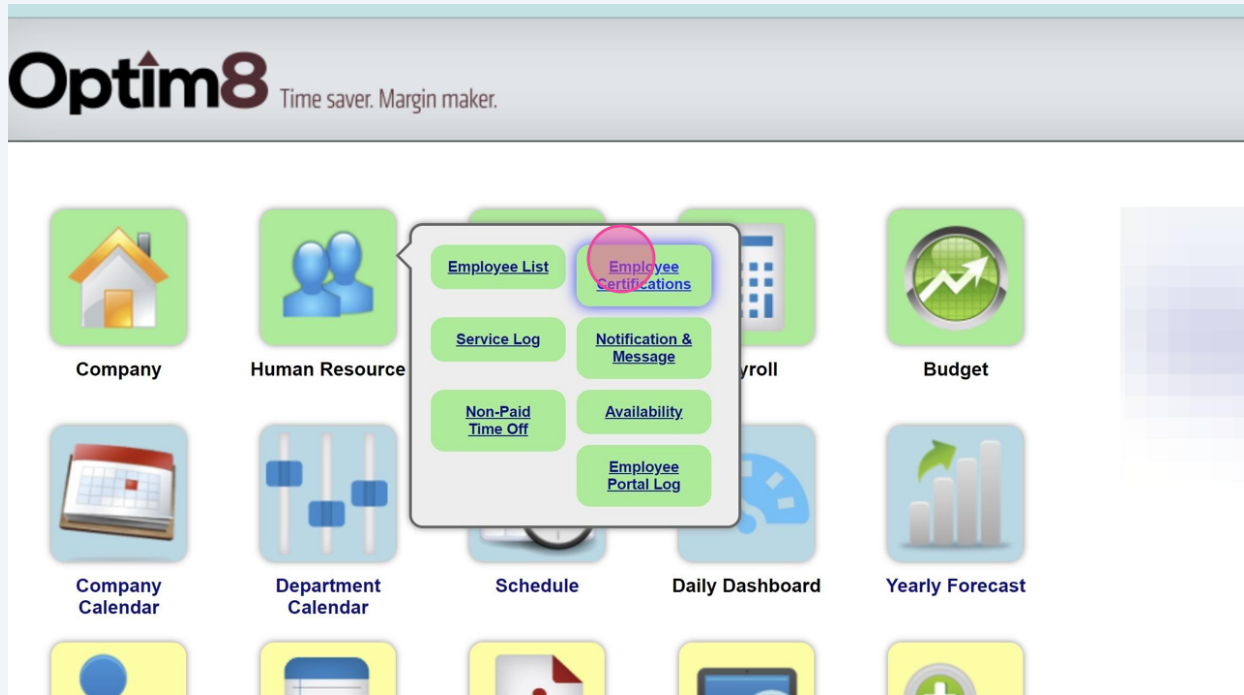 Optim8 Time saver. Margin maker.
Employee List
Employee
Certifications
Service Log
Notification &
Message
Non-Paid
Time Off
Availability
Employee
Portal Log
Company
Human Resource
yroll
Budget
Company
Calendar
Department
Calendar
Schedule
Daily Dashboard
Yearly Forecast